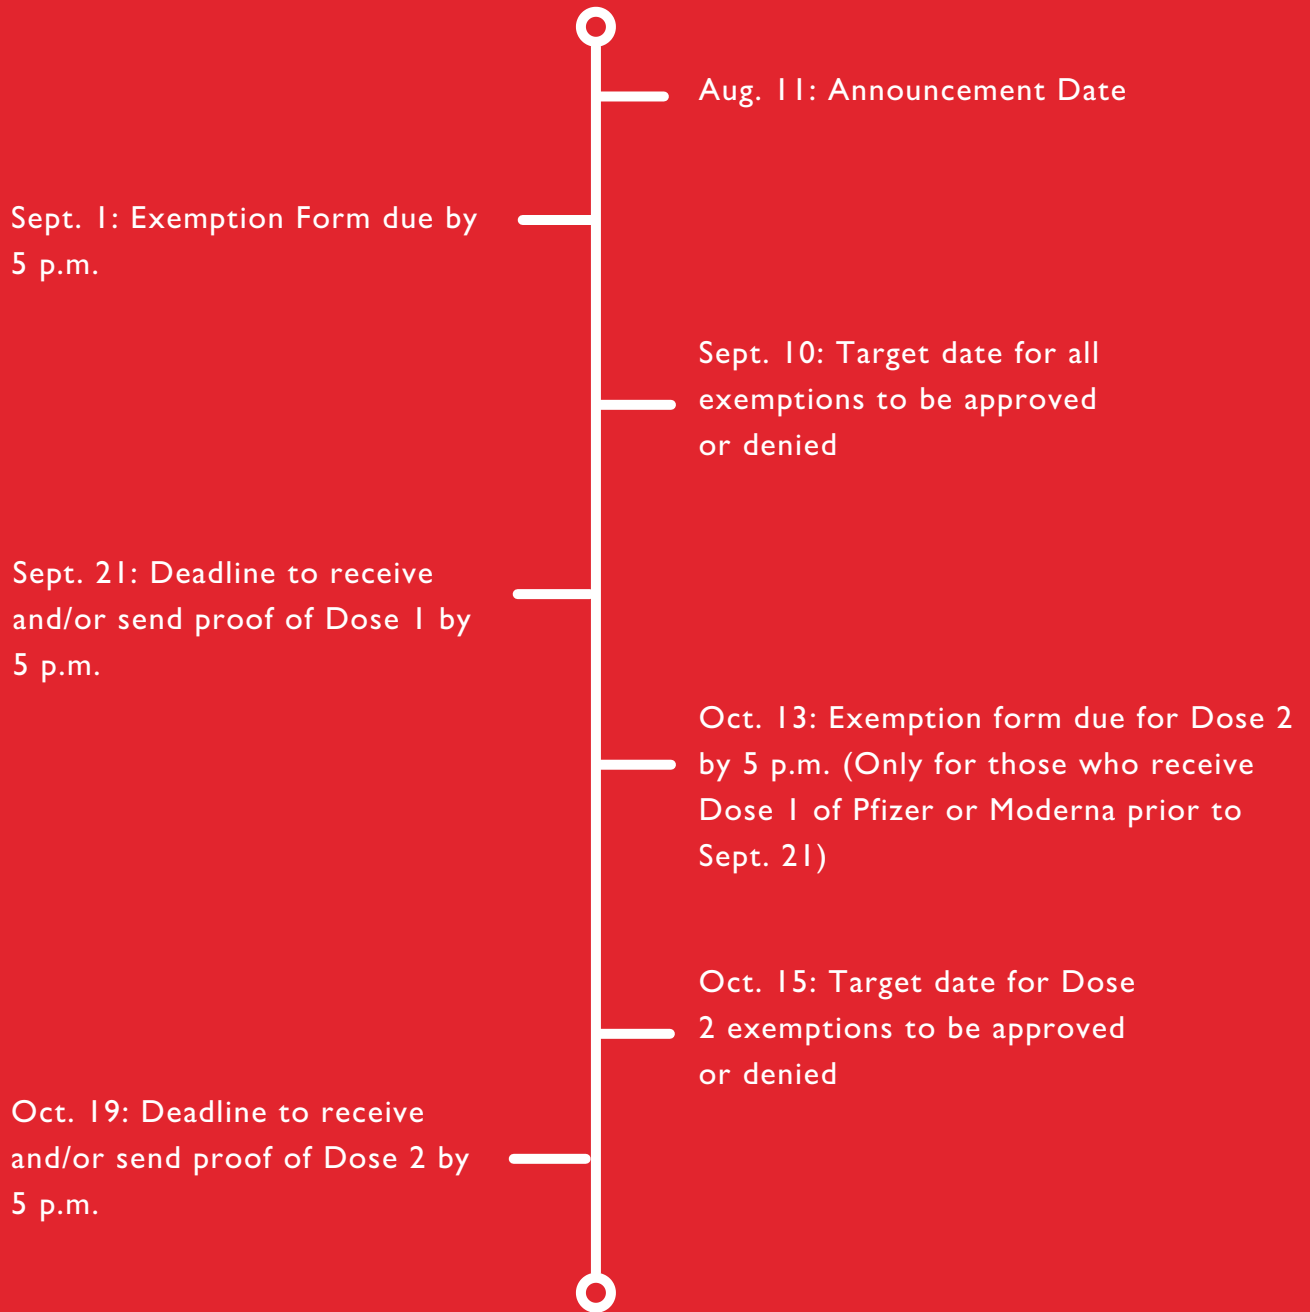 Aug. 11: Announcement Date
Sept. 1: Exemption Form due by
5 p.m.
Sept. 10: Target date for all
exemptions to be approved
or denied
Sept. 21: Deadline to receive
and/or send proof of Dose 1 by
5 p.m.
Oct. 13: Exemption form due for Dose 2
by 5 p.m. (Only for those who receive
Dose 1 of Pfizer or Moderna prior to
Sept. 21)
Oct. 15: Target date for Dose
2 exemptions to be approved
or denied
Oct. 19: Deadline to receive
and/or send proof of Dose 2 by
5 p.m.